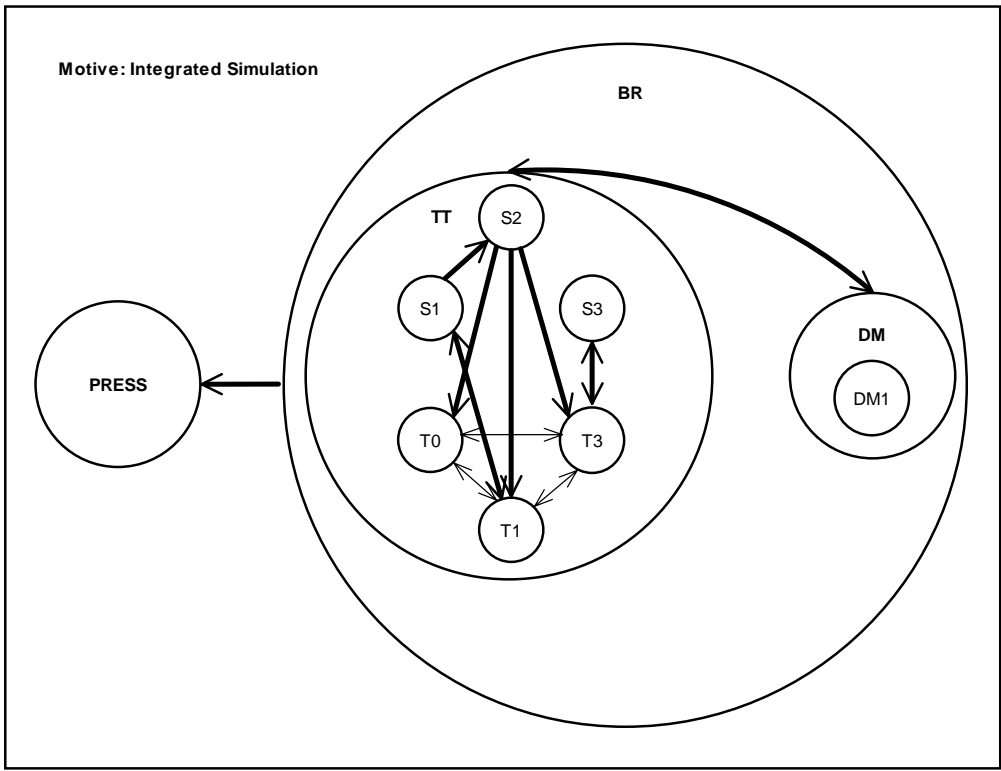 Motive: Integrated Simulation
BR
TT
S2
S1
S3
PRESS
DM
DM1
T0
T3
T1